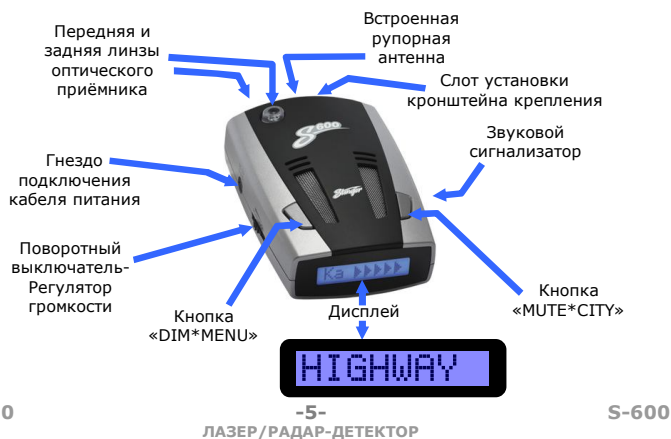 Передняя и
задняя линзы
оптического
приёмника
Встроенная
рупорная
антенна
Слот установки
кронштейна крепления
Звуковой
сигнализатор
Гнездо
подключения
кабеля питания
Поворотный
выключатель-
Регулятор
громкости
Кнопка
«DIM*MENU»
Дисплей
Кнопка
«MUTE*CITY»
S600
Stinger
Ka
HIGHWAY
0
-5-
S-600
ЛАЗЕР/РАДАР-ДЕТЕКТОР